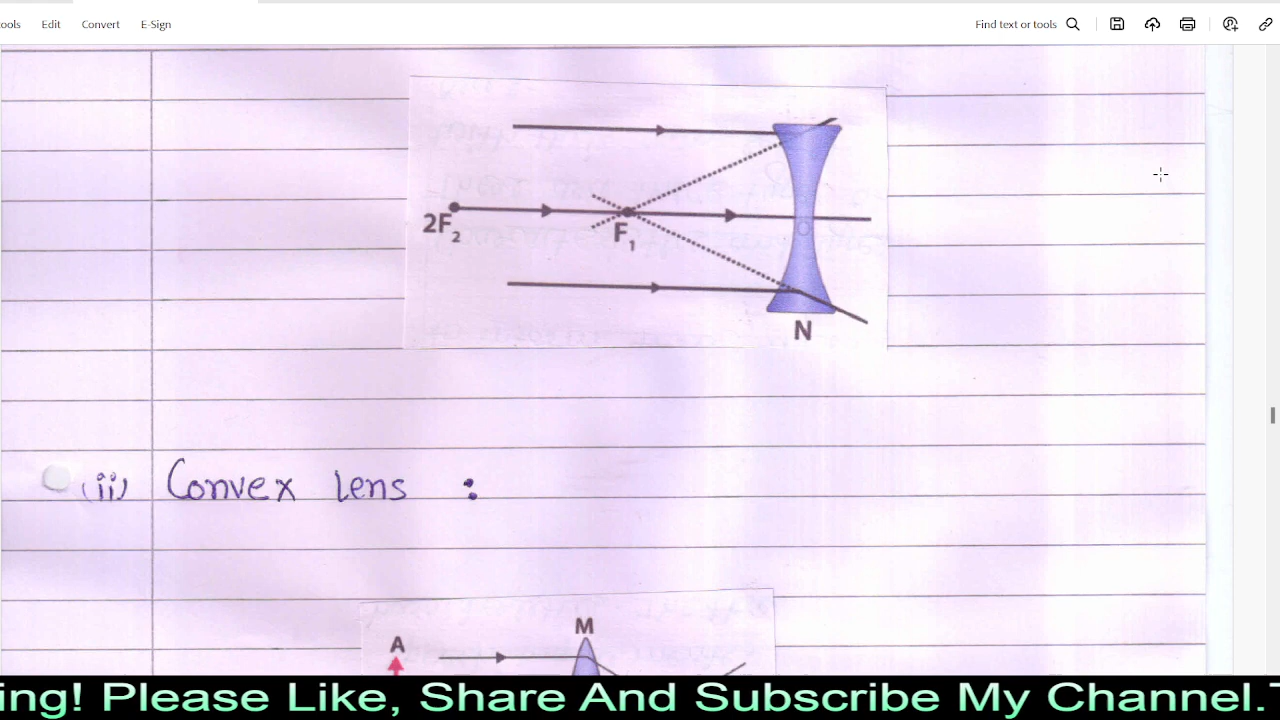 ools Edit Convert E-Sign Find text or tools
2F₂ F₁ O
N
(ii) Convex lens :
M
A
ing! Please Like, Share And Subscribe My Channel.T